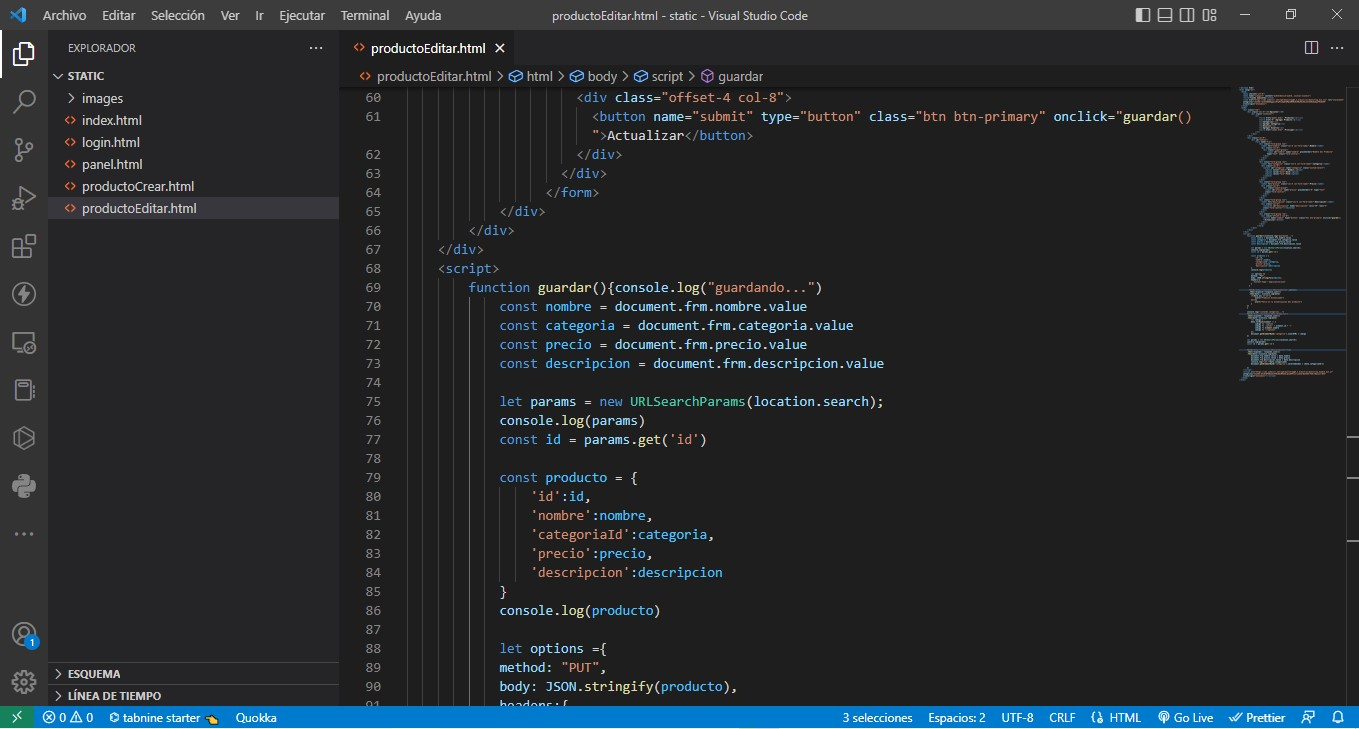 Archivo Editar Selección Ver Ir Ejecutar Terminal Ayuda productoEditar.html - static - Visual Studio Code
EXPLORADOR
STATIC
images
index.html
login.html
panel.html
productoCrear.html
productoEditar.html
ESQUEMA
LÍNEA DE TIEMPO
productoEditar.html
productoEditar.html > html > body > script > guardar
60 <div class="offset-4 col-8">
61 <button name="submit" type="button" class="btn btn-primary" onclick="guardar()
">Actualizar</button>
62 </div>
63 </div>
64 </form>
65 </div>
66 </div>
67 </div>
68 <script>
69 function guardar(){console.log("guardando...")
70 const nombre = document.frm.nombre.value
71 const categoria = document.frm.categoria.value
72 const precio = document.frm.precio.value
73 const descripcion = document.frm.descripcion.value
74
75 let params = new URLSearchParams(location.search);
76 console.log(params)
77 const id = params.get('id')
78
79 const producto = {
80 'id':id,
81 'nombre':nombre,
82 'categoriaId':categoria,
83 'precio':precio,
84 'descripcion':descripcion
85 }
86 console.log(producto)
87
88 let options ={
89 method: "PUT",
90 body: JSON.stringify(producto),
91 headers:{
1
0 0 tabnine starter Quokka 3 selecciones Espacios: 2 UTF-8 CRLF HTML Go Live Prettier